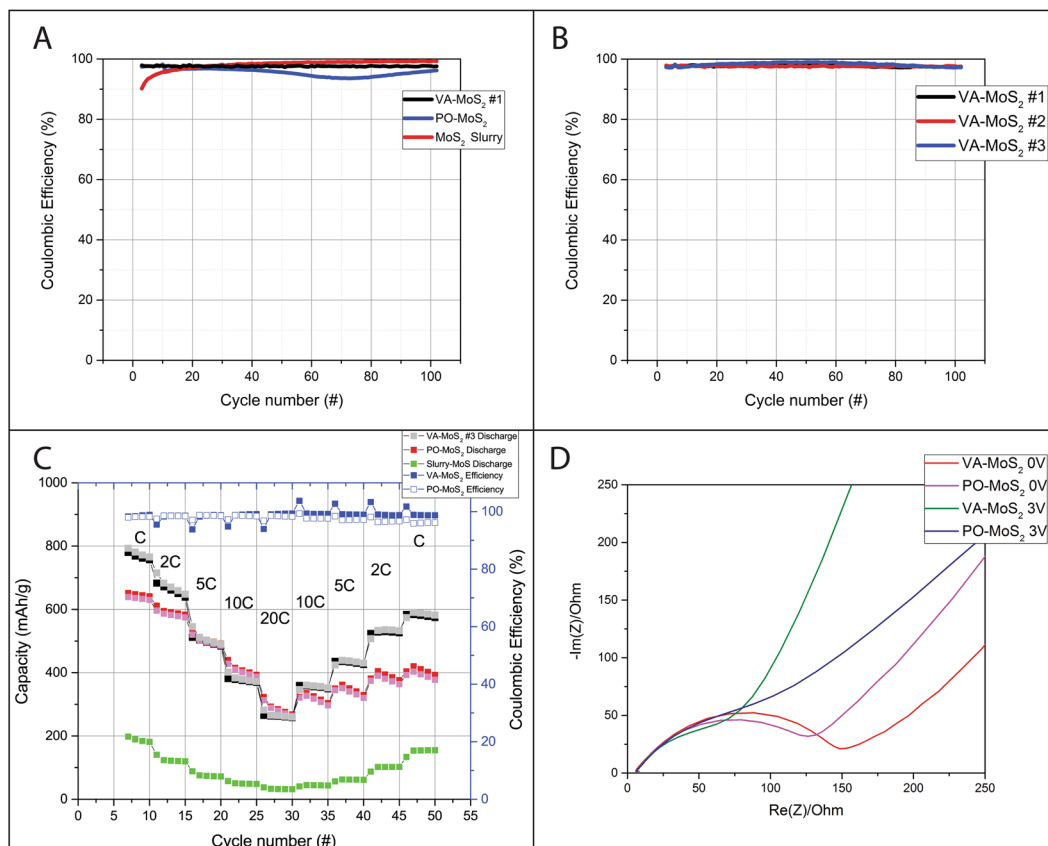 A
100
80
60
40
20
0
Coulombic Efficiency (%)
VA-MoS₂ #1
PO-MoS₂
MoS₂ Slurry
0 20 40 60 80 100
Cycle number (#)
B
100
80
60
40
20
0
Coulombic Efficiency (%)
VA-MoS₂ #1
VA-MoS₂ #2
VA-MoS₂ #3
0 20 40 60 80 100
Cycle number (#)
C
VA-MoS₂ #3 Discharge
PO-MoS₂ Discharge
Slurry-MoS Discharge
VA-MoS₂ Efficiency
PO-MoS₂ Efficiency
1000
800
600
400
200
0
Capacity (mAh/g)
C
2C
5C
10C
20C
10C
5C
2C
C
100
80
60
40
20
0
Coulombic Efficiency (%)
0 5 10 15 20 25 30 35 40 45 50 55
Cycle number (#)
D
VA-MoS₂ 0V
PO-MoS₂ 0V
VA-MoS₂ 3V
PO-MoS₂ 3V
250
200
150
100
50
0
-Im(Z)/Ohm
0 50 100 150 200 250
Re(Z)/Ohm